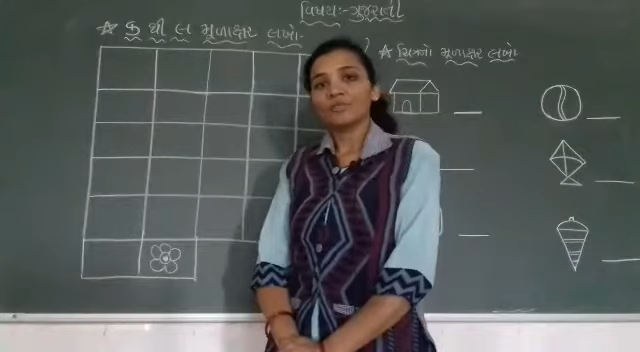 વિષય:- ગુજરાતી
☆ ક થી લ મૂળાક્ષર લખો.
☆ ચિત્રનો મૂળાક્ષર લખો.